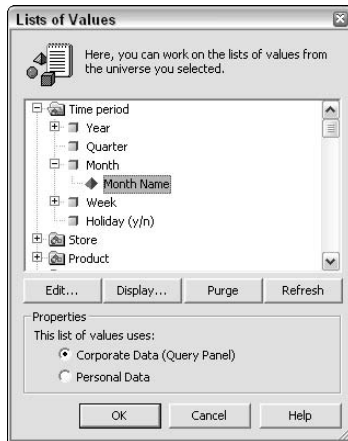 Lists of Values
Here, you can work on the lists of values from
the universe you selected.
Time period
Year
Quarter
Month
Month Name
Week
Holiday (y/n)
Store
Product
Edit...
Display...
Purge
Refresh
Properties
This list of values uses:
Corporate Data (Query Panel)
Personal Data
OK
Cancel
Help